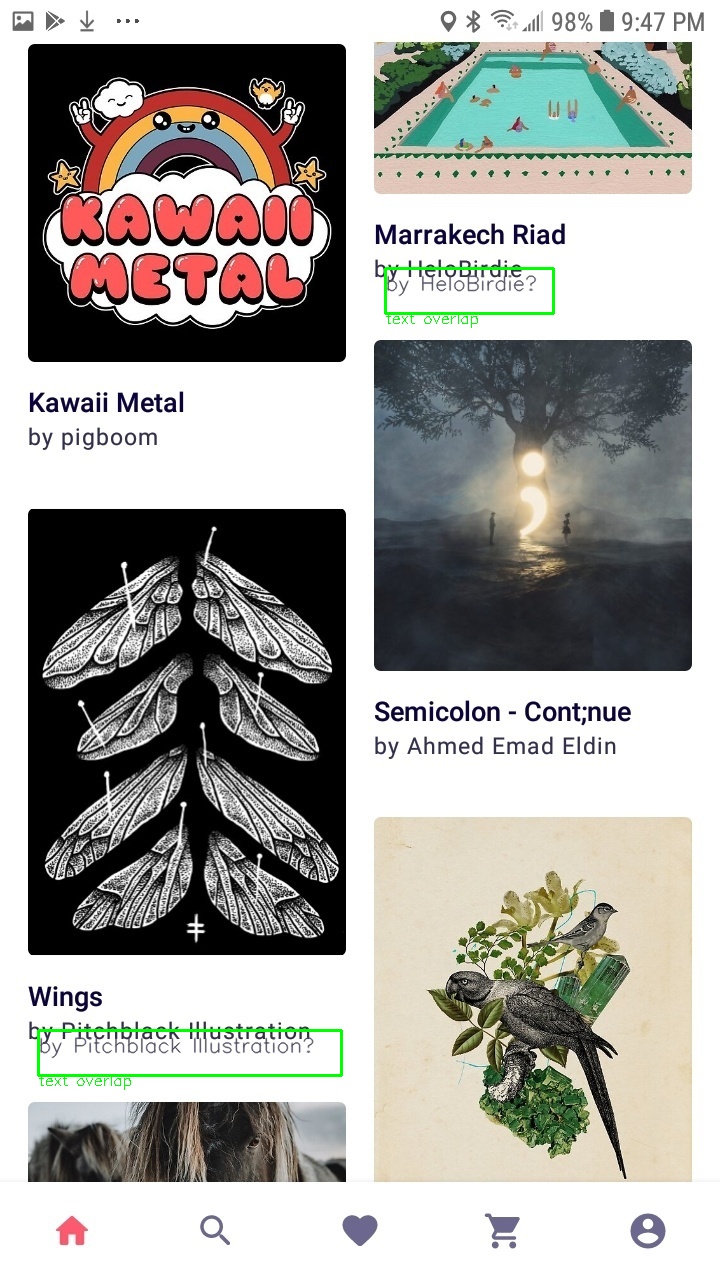 98% 9:47 PM
KAWAII
METAL
Kawaii Metal
by pigboom
Marrakech Riad
by HeloBirdie
by HeloBirdie?
text overlap
Semicolon - Cont;nue
by Ahmed Emad Eldin
Wings
by Pitchblack Illustration
by Pitchblack Illustration?
text overlap